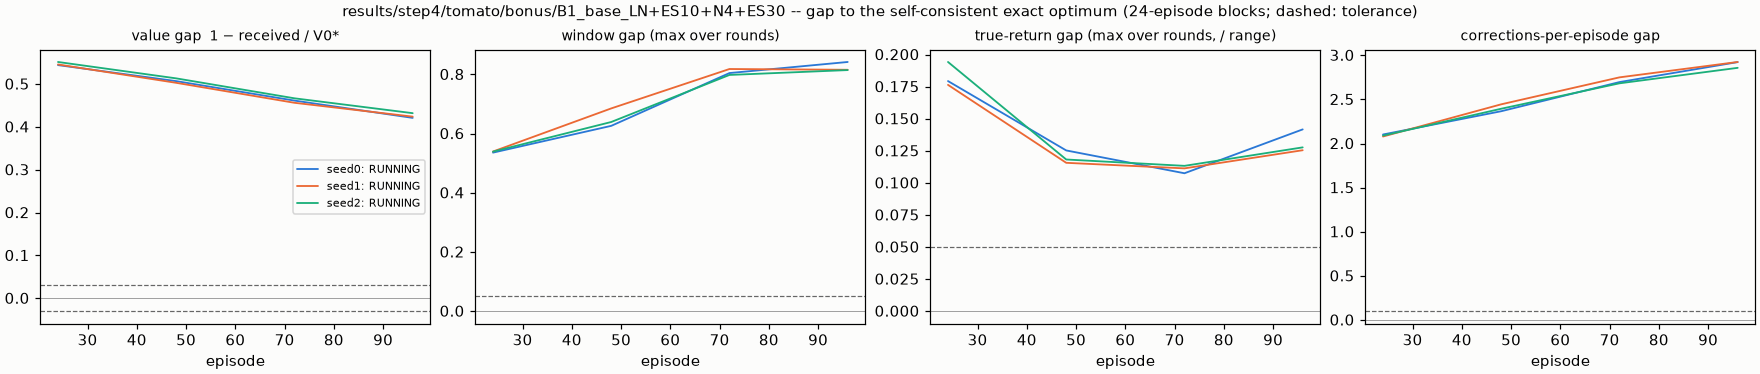 results/step4/tomato/bonus/B1_base_LN+ES10+N4+ES30 -- gap to the self-consistent exact optimum (24-episode blocks; dashed: tolerance)
value gap 1 − received / V0*
0.5
0.4
0.3
0.2
0.1
0.0
seed0: RUNNING
seed1: RUNNING
seed2: RUNNING
30 40 50 60 70 80 90
episode
window gap (max over rounds)
0.8
0.6
0.4
0.2
0.0
30 40 50 60 70 80 90
episode
true-return gap (max over rounds, / range)
0.200
0.175
0.150
0.125
0.100
0.075
0.050
0.025
0.000
30 40 50 60 70 80 90
episode
corrections-per-episode gap
3.0
2.5
2.0
1.5
1.0
0.5
0.0
30 40 50 60 70 80 90
episode